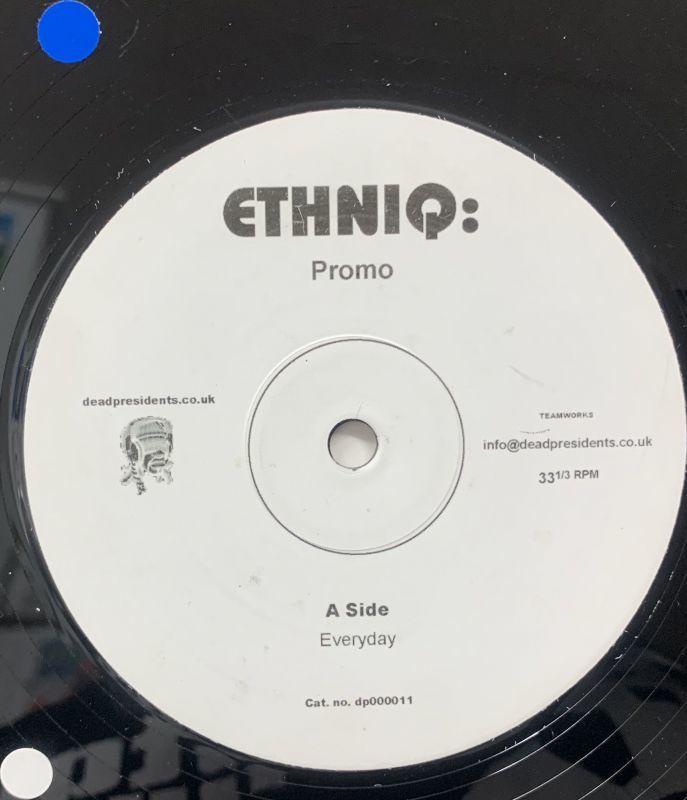 ETHNIQ:
Promo
deadpresidents.co.uk
TEAMWORKS
info@deadpresidents.co.uk
33 1/3 RPM
A Side
Everyday
Cat. no. dp000011